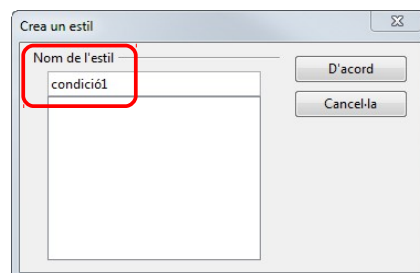 Crea un estil
Nom de l'estil
D'acord
condició1
Cancel·la